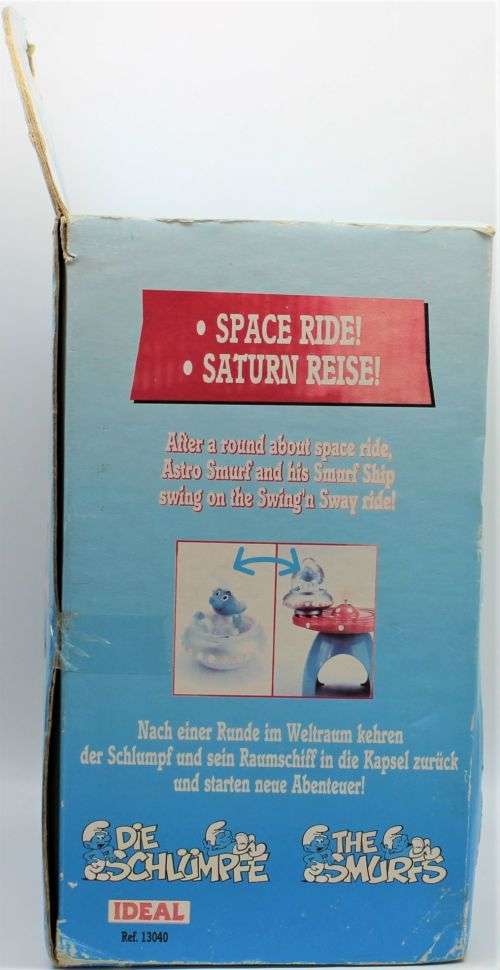 • SPACE RIDE!
• SATURN REISE!
After a round about space ride,
Astro Smurf and his Smurf Ship
swing on the Swing'n Sway ride!
Nach einer Runde im Weltraum kehren
der Schlumpf und sein Raumschiff in die Kapsel zurück
und starten neue Abenteuer!
DIE
SCHLÜMPFE
THE
SMURFS
IDEAL
Ref. 13040